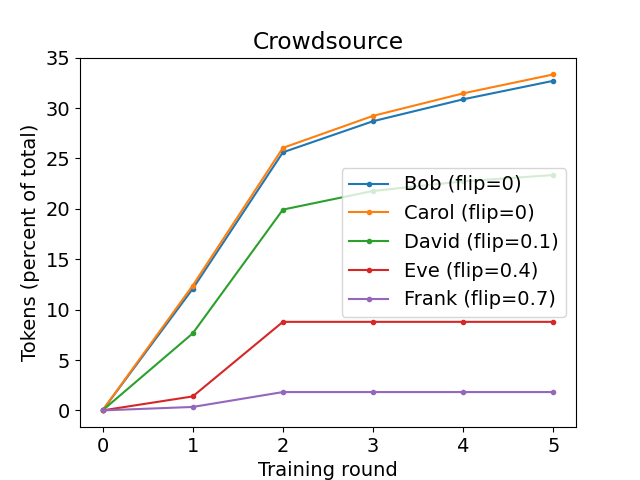 Crowdsource
Tokens (percent of total)
35
30
25
20
15
10
5
0
Bob (flip=0)
Carol (flip=0)
David (flip=0.1)
Eve (flip=0.4)
Frank (flip=0.7)
0 1 2 3 4 5
Training round